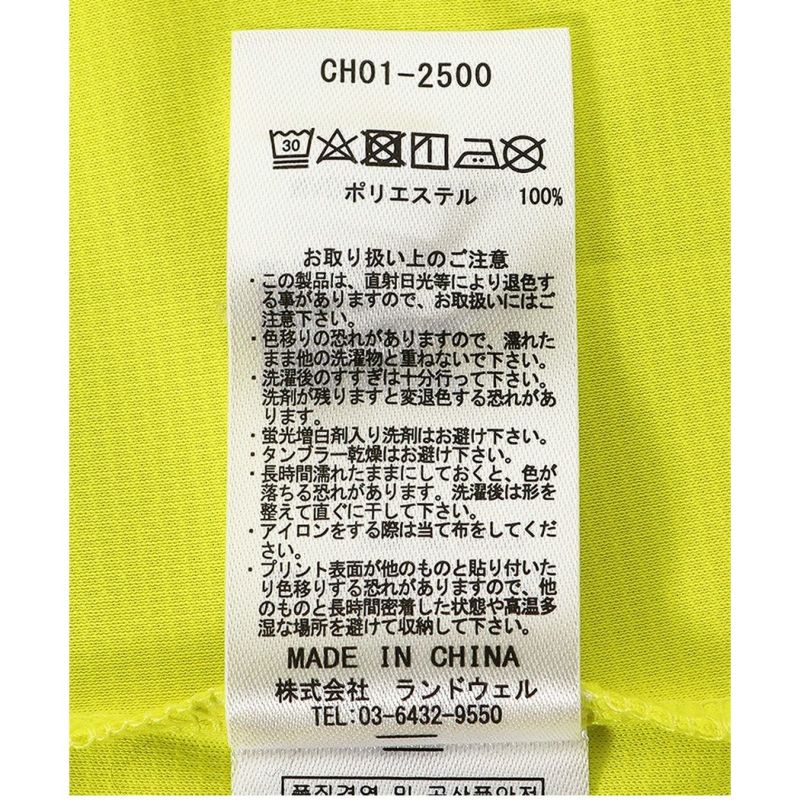 CH01-2500
30
ポリエステル 100%
お取り扱い上のご注意
・この製品は、直射日光等により退色す
る事がありますので、お取扱いにはご
注意下さい。
・色移りの恐れがありますので、濡れた
まま他の洗濯物と重ねないで下さい。
・洗濯後のすすぎは十分行って下さい。
洗剤が残りますと変退色する恐れがあ
ります。
・蛍光増白剤入り洗剤はお避け下さい。
・タンブラー乾燥はお避け下さい。
・長時間濡れたままにしておくと、色が
落ちる恐れがあります。洗濯後は形を
整えて直ぐに干して下さい。
・アイロンをする際は当て布をしてくだ
さい。
・プリント表面が他のものと貼り付いた
り色移りする恐れがありますので、他
のものと長時間密着した状態や高温多
湿な場所を避けて収納して下さい。
MADE IN CHINA
株式会社 ランドウェル
TEL:03-6432-9550
품질경영 및 공산품안전